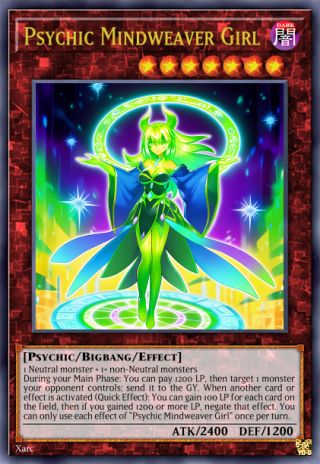 Psychic Mindweaver Girl
DARK
闇
[Psychic/Bigbang/Effect]
1 Neutral monster + 1+ non-Neutral monsters
During your Main Phase: You can pay 1200 LP, then target 1 monster
your opponent controls; send it to the GY. When another card or
effect is activated (Quick Effect): You can gain 100 LP for each card on
the field, then if you gained 1200 or more LP, negate that effect. You
can only use each effect of "Psychic Mindweaver Girl" once per turn.
ATK/2400 DEF/1200
Xarc